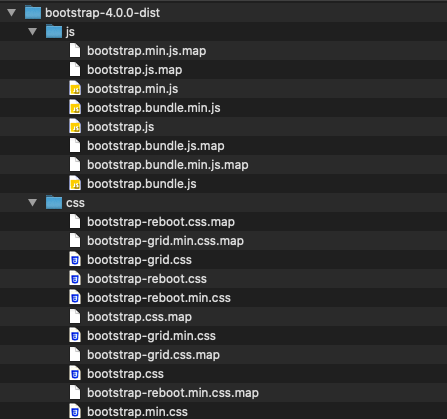 bootstrap-4.0.0-dist
js
bootstrap.min.js.map
bootstrap.js.map
bootstrap.min.js
bootstrap.bundle.min.js
bootstrap.js
bootstrap.bundle.js.map
bootstrap.bundle.min.js.map
bootstrap.bundle.js
css
bootstrap-reboot.css.map
bootstrap-grid.min.css.map
bootstrap-grid.css
bootstrap-reboot.css
bootstrap-reboot.min.css
bootstrap.css.map
bootstrap-grid.min.css
bootstrap-grid.css.map
bootstrap.css
bootstrap-reboot.min.css.map
bootstrap.min.css